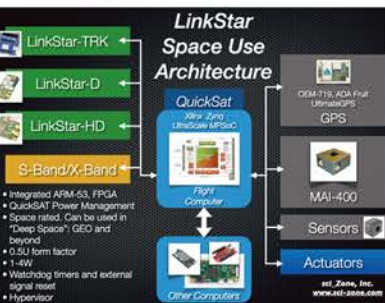 LinkStar
Space Use
Architecture
LinkStar-TRK
LinkStar-D
LinkStar-HD
S-Band/X-Band
• Integrated ARM-53, FPGA
• QuickSAT Power Management
• Space rated. Can be used in
"Deep Space": GEO and
beyond
• 0.5U form factor
• 1-4W
• Watchdog timers and external
signal reset
• Hypervisor
QuickSat
Xilinx Zynq
UltraScale MPSoC
Flight
Computer
Other Computers
OEM-719, ADA Fruit
UltimateGPS
GPS
MAI-400
Sensors
Actuators
sci_Zone, Inc.
www.sci-zone.com